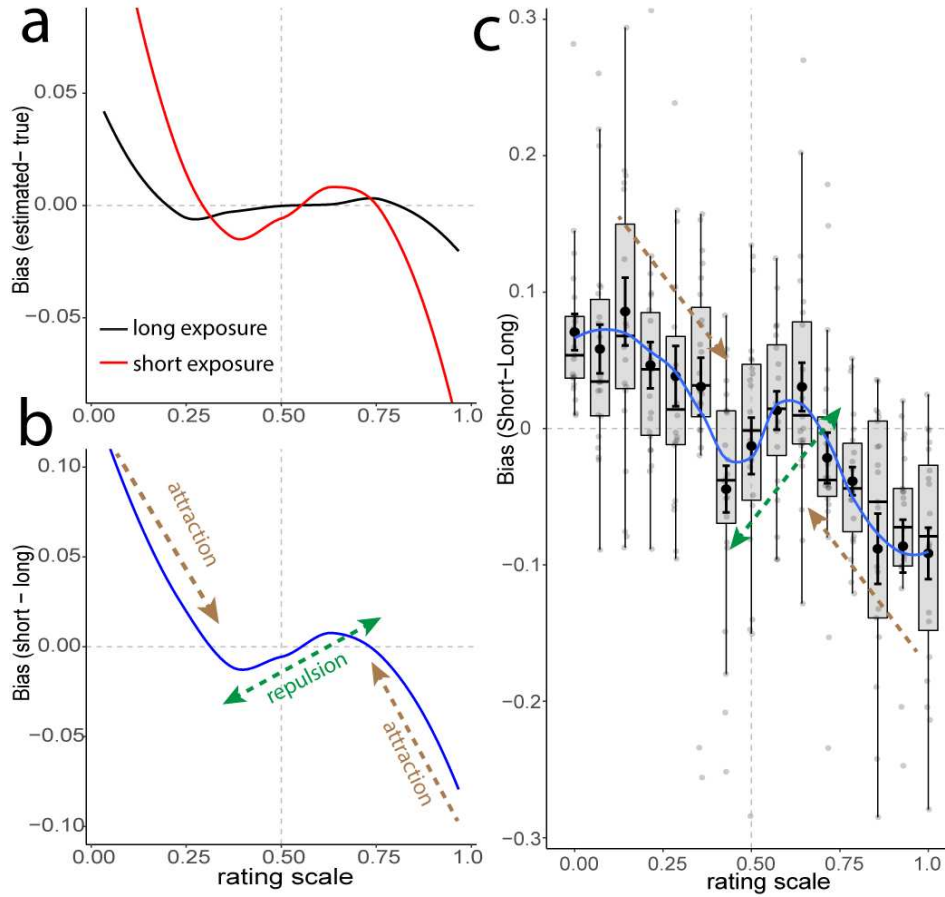 a
Bias (estimated- true)
0.05
0.00
−0.05
long exposure
short exposure
0.00
0.25
0.50
0.75
1.0
b
Bias (short - long)
0.10
0.05
0.00
−0.05
−0.10
attraction
repulsion
attraction
0.00
0.25
0.50
0.75
1.0
rating scale
c
Bias (Short-Long)
0.3
0.2
0.1
0
−0.1
−0.2
−0.3
0.00
0.25
0.50
0.75
1.0
rating scale